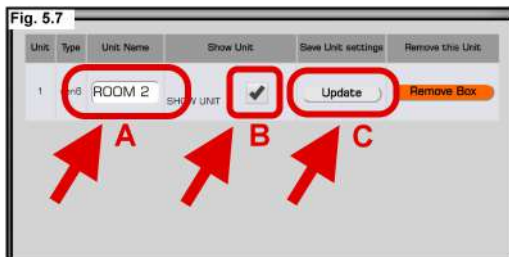 Fig. 5.7
Unit Type Unit Name Show Unit Save Unit settings Remove this Unit
1 ROOM 2 SHOW UNIT Update Remove Box
A B C